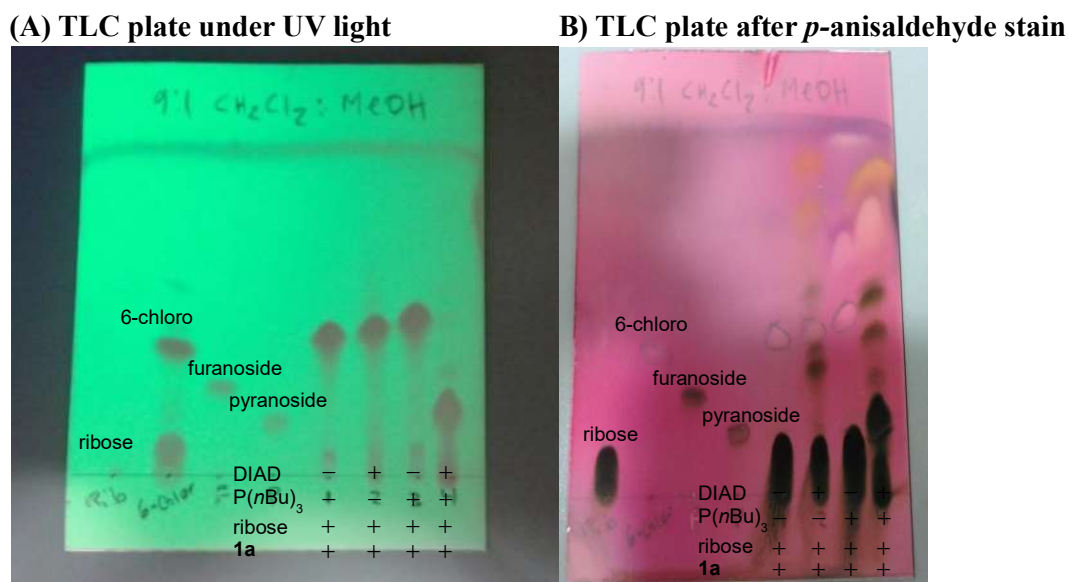 (A) TLC plate under UV light
9:1 CH₂Cl₂ : MeOH
6-chloro
furanoside
pyranoside
ribose
Rib 6-Chlor
DIAD − + − +
P(nBu)₃ − − + +
ribose + + + +
1a + + + +
B) TLC plate after p-anisaldehyde stain
9:1 CH₂Cl₂ : MeOH
6-chloro
furanoside
pyranoside
ribose
DIAD − + − +
P(nBu)₃ − − + +
ribose + + + +
1a + + + +